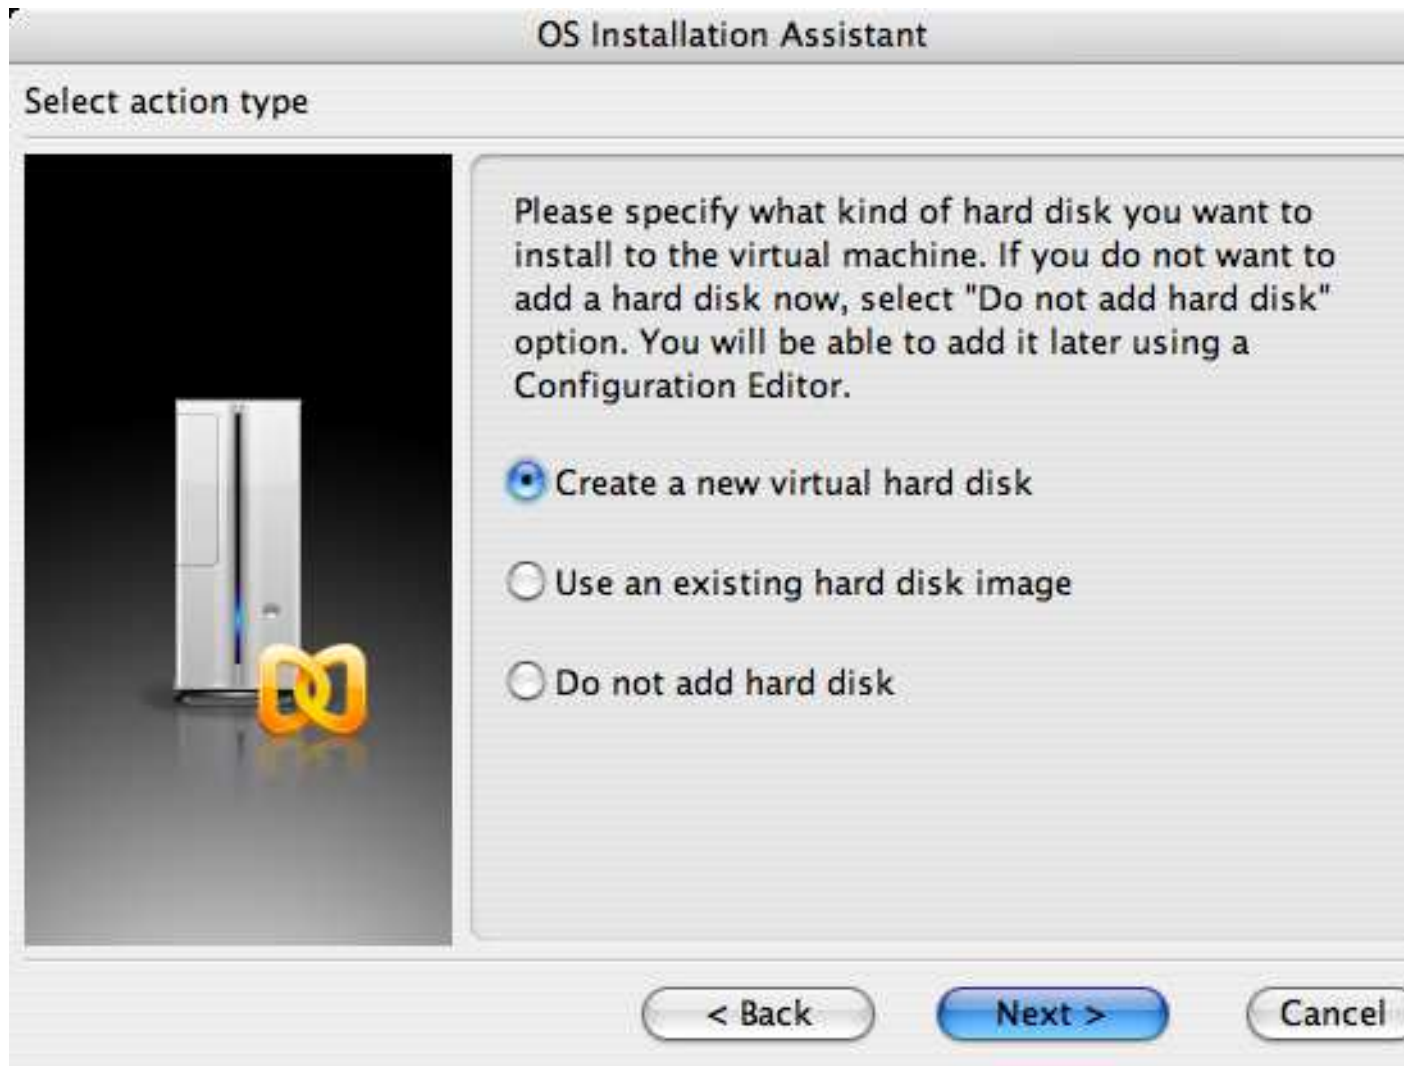 OS Installation Assistant
Select action type
Please specify what kind of hard disk you want to
install to the virtual machine. If you do not want to
add a hard disk now, select "Do not add hard disk"
option. You will be able to add it later using a
Configuration Editor.
Create a new virtual hard disk
Use an existing hard disk image
Do not add hard disk
< Back
Next >
Cancel